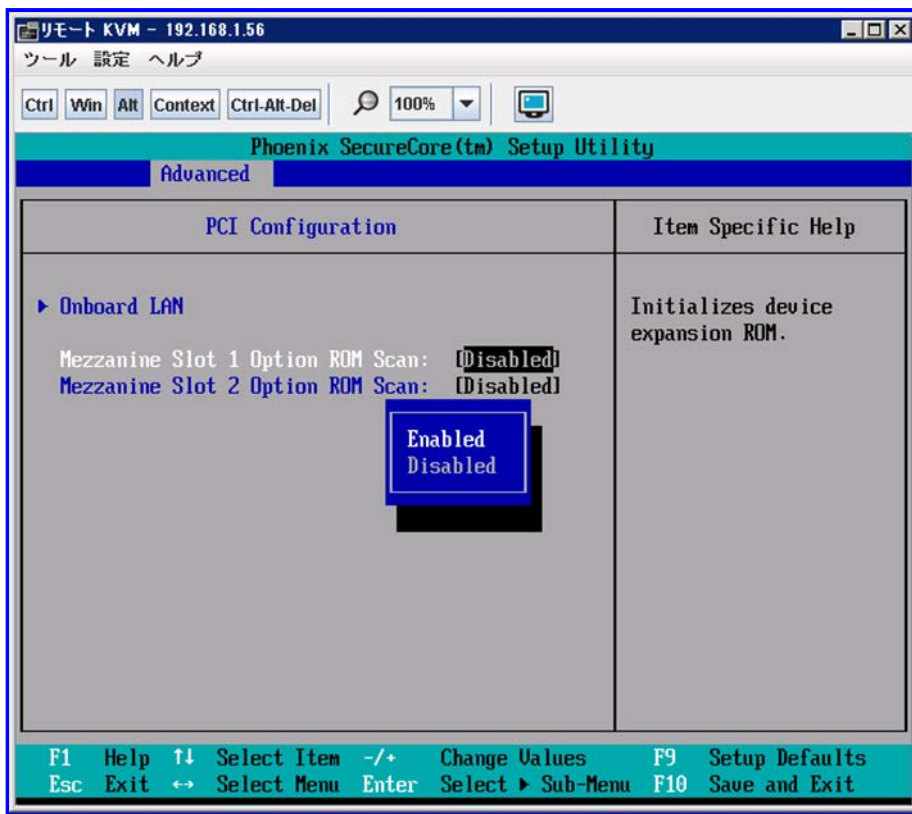 リモート KVM - 192.168.1.56
ツール 設定 ヘルプ
Ctrl Win Alt Context Ctrl-Alt-Del 100%
Phoenix SecureCore(tm) Setup Utility
Advanced
PCI Configuration
Item Specific Help
▶ Onboard LAN
Mezzanine Slot 1 Option ROM Scan: [Disabled]
Mezzanine Slot 2 Option ROM Scan: [Disabled]
Enabled
Disabled
Initializes device
expansion ROM.
F1 Help ↑↓ Select Item -/+ Change Values F9 Setup Defaults
Esc Exit ↔ Select Menu Enter Select ▶ Sub-Menu F10 Save and Exit